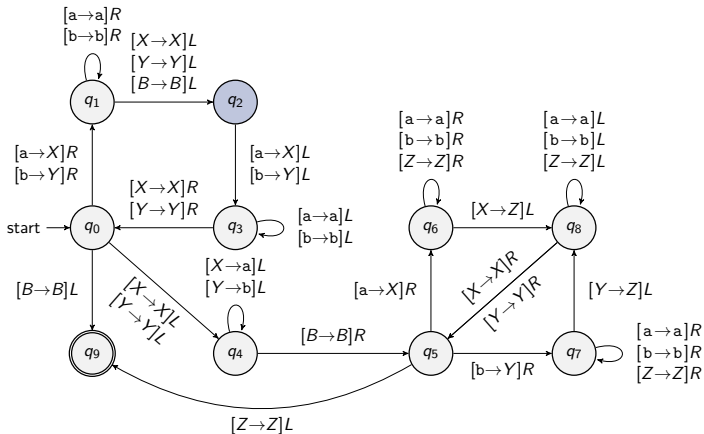 [a→a]R
[b→b]R
[X→X]L
[Y→Y]L
[B→B]L
q1
q2
[a→X]R
[b→Y]R
[a→X]L
[b→Y]L
[X→X]R
[Y→Y]R
start
q0
q3
[a→a]L
[b→b]L
[B→B]L
[X→X]L
[Y→Y]L
[X→a]L
[Y→b]L
q9
q4
[B→B]R
[a→a]R
[b→b]R
[Z→Z]R
[a→a]L
[b→b]L
[Z→Z]L
q6
[X→Z]L
q8
[a→X]R
[X→X]R
[Y→Y]R
[Y→Z]L
q5
[b→Y]R
q7
[a→a]R
[b→b]R
[Z→Z]R
[Z→Z]L